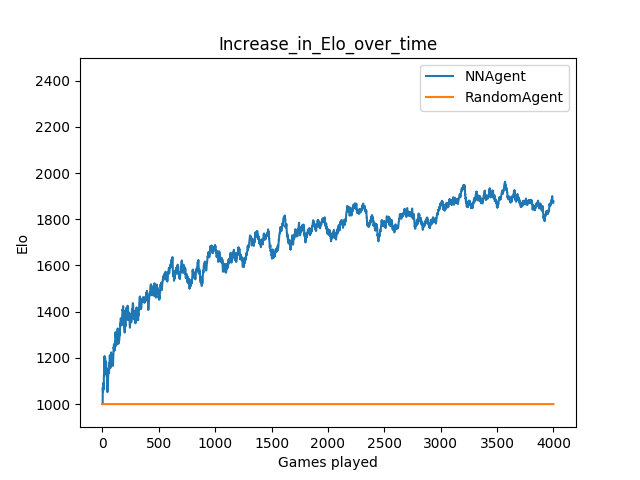 Increase_in_Elo_over_time
NNAgent
RandomAgent
2400
2200
2000
1800
1600
1400
1200
1000
Elo
0 500 1000 1500 2000 2500 3000 3500 4000
Games played